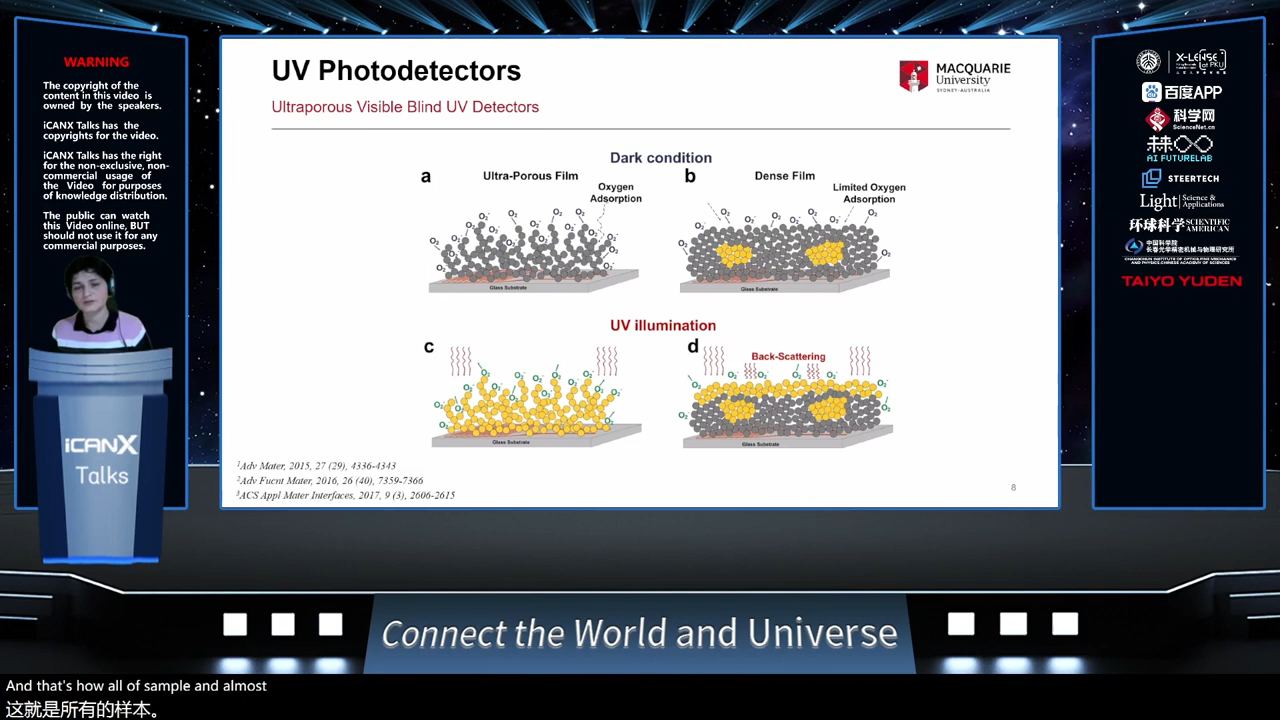 WARNING
The copyright of the
content in this video is
owned by the speakers.
iCANX Talks has the
copyrights for the video.
iCANX Talks has the right
for the non-exclusive, non-
commercial usage of
the Video for purposes
of knowledge distribution.
The public can watch
this Video online, BUT
should not use it for any
commercial purposes.
iCANX
Talks
UV Photodetectors
Ultraporous Visible Blind UV Detectors
MACQUARIE
University
SYDNEY·AUSTRALIA
Dark condition
a
Ultra-Porous Film
Oxygen
Adsorption
Glass Substrate
b
Dense Film
Limited Oxygen
Adsorption
Glass Substrate
UV illumination
c
Glass Substrate
d
Back-Scattering
Glass Substrate
1Adv Mater, 2015, 27 (29), 4336-4343
2Adv Fucnt Mater, 2016, 26 (40), 7359-7366
3ACS Appl Mater Interfaces, 2017, 9 (3), 2606-2615
8
X-LENSE
at PKU
百度APP
科学网
ScienceNet.cn
AI FUTURELAB
STEERTECH
Light Science &
Applications
环球科学 SCIENTIFIC
AMERICAN
中国科学院
长春光学精密机械与物理研究所
CHANGCHUN INSTITUTE OF OPTICS,FINE MECHANICS
AND PHYSICS,CHINESE ACADEMY OF SCIENCES
TAIYO YUDEN
Connect the World and Universe
And that's how all of sample and almost
这就是所有的样本。